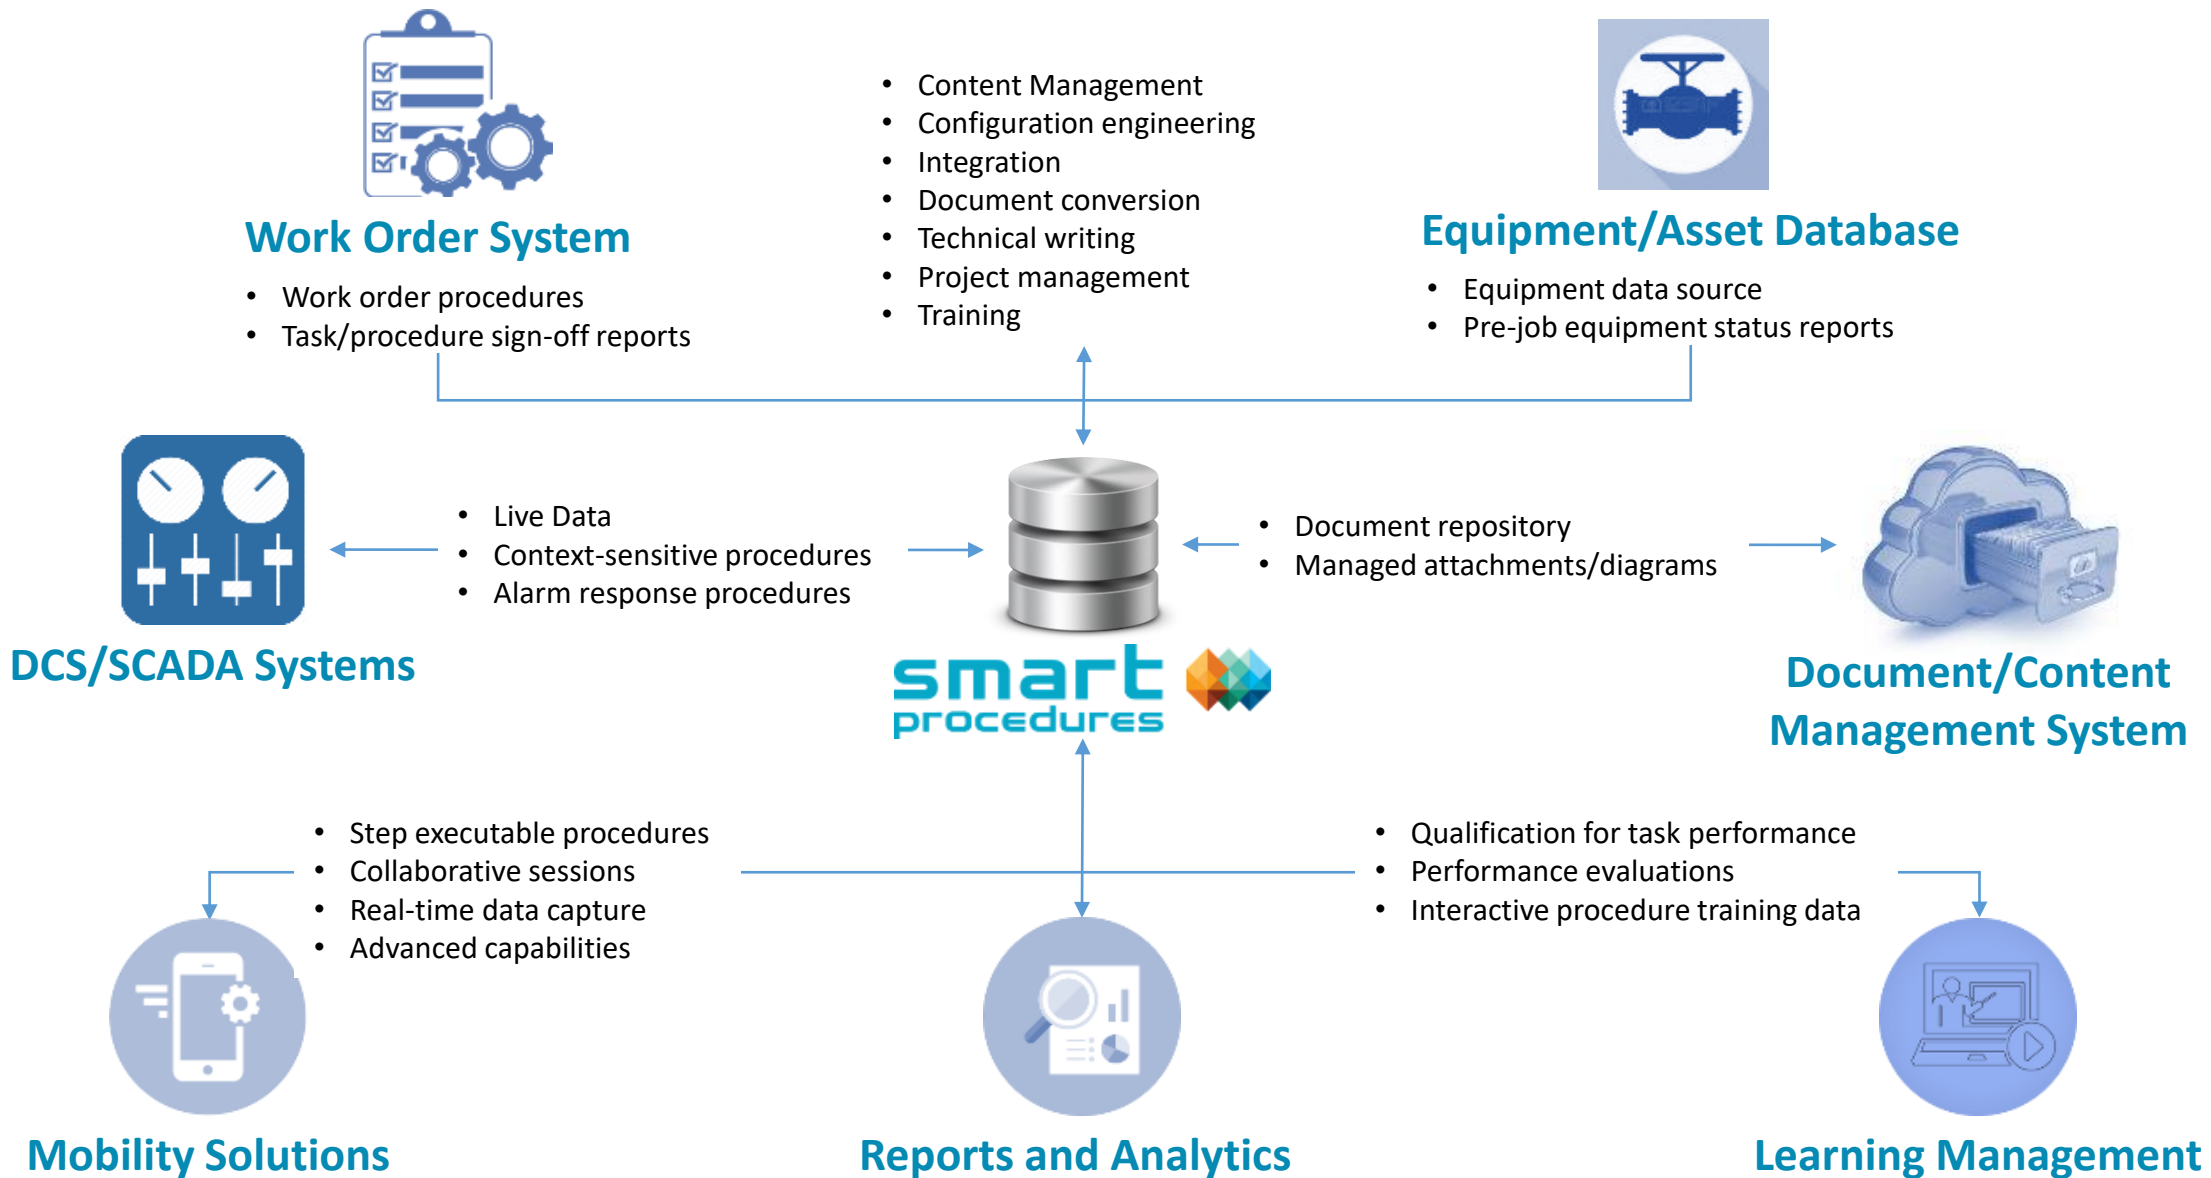 Work Order System
• Work order procedures
• Task/procedure sign-off reports
• Content Management
• Configuration engineering
• Integration
• Document conversion
• Technical writing
• Project management
• Training
Equipment/Asset Database
• Equipment data source
• Pre-job equipment status reports
DCS/SCADA Systems
• Live Data
• Context-sensitive procedures
• Alarm response procedures
smart
procedures
• Document repository
• Managed attachments/diagrams
Document/Content
Management System
• Step executable procedures
• Collaborative sessions
• Real-time data capture
• Advanced capabilities
• Qualification for task performance
• Performance evaluations
• Interactive procedure training data
Mobility Solutions
Reports and Analytics
Learning Management